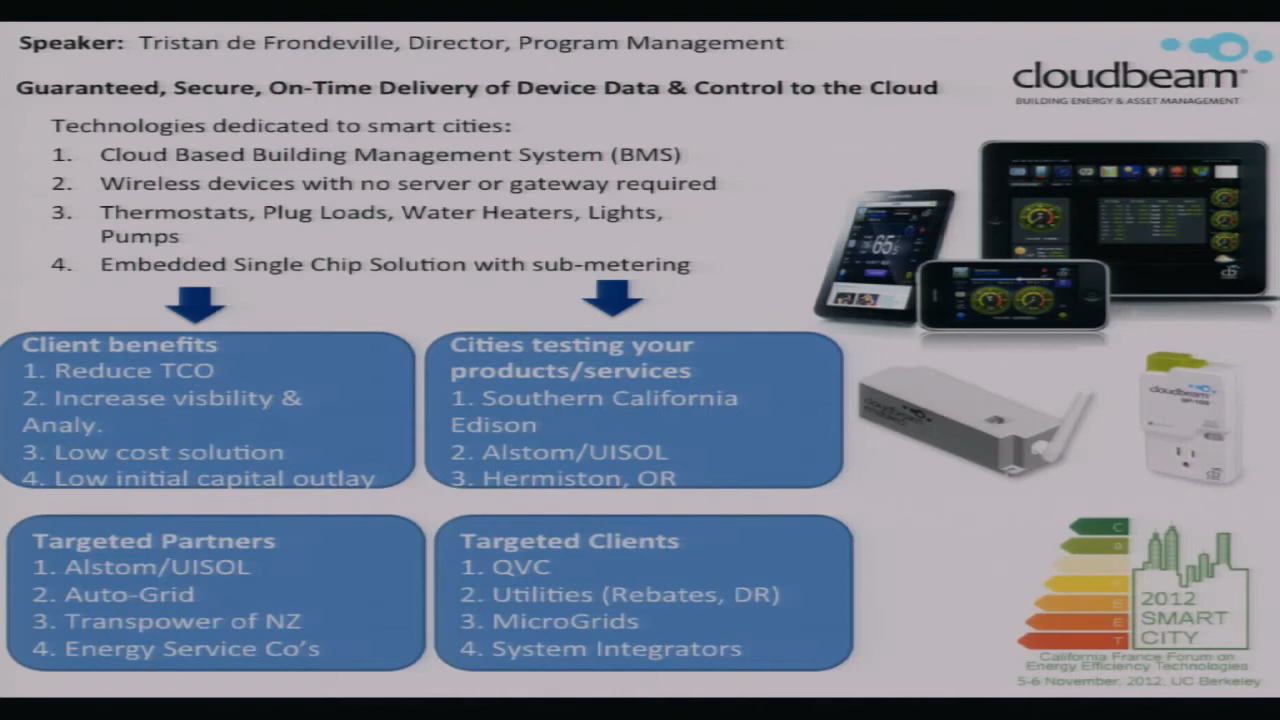 Speaker: Tristan de Frondeville, Director, Program Management
Guaranteed, Secure, On-Time Delivery of Device Data & Control to the Cloud
cloudbeam
BUILDING ENERGY & ASSET MANAGEMENT
Technologies dedicated to smart cities:
1. Cloud Based Building Management System (BMS)
2. Wireless devices with no server or gateway required
3. Thermostats, Plug Loads, Water Heaters, Lights,
Pumps
4. Embedded Single Chip Solution with sub-metering
65
Client benefits
1. Reduce TCO
2. Increase visbility &
Analy.
3. Low cost solution
4. Low initial capital outlay
Cities testing your
products/services
1. Southern California
Edison
2. Alstom/UISOL
3. Hermiston, OR
cloudbeam
cloudbeam
Targeted Partners
1. Alstom/UISOL
2. Auto-Grid
3. Transpower of NZ
4. Energy Service Co's
Targeted Clients
1. QVC
2. Utilities (Rebates, DR)
3. MicroGrids
4. System Integrators
C
E
E
T
2012
SMART
CITY
California France Forum on
Energy Efficiency Technologies
5-6 November, 2012, UC Berkeley